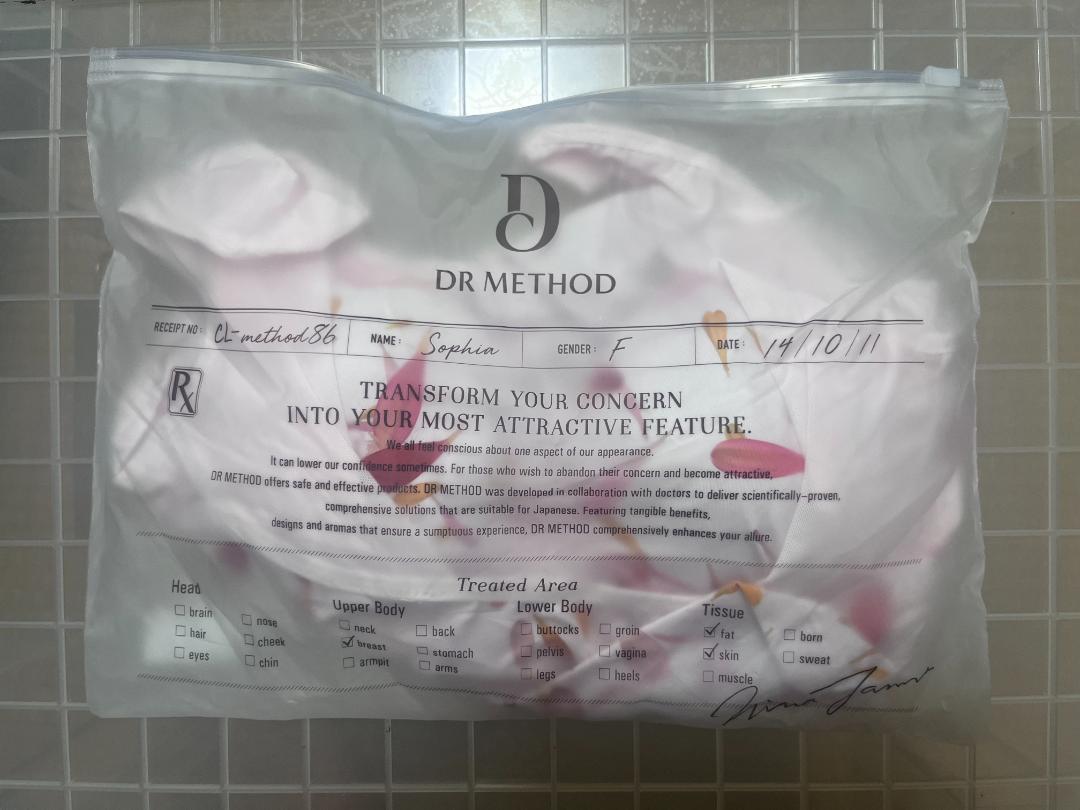 DR METHOD
RECEIPT NO: CL-method86 NAME: Sophia GENDER: F DATE: 14/10/11
Rx
TRANSFORM YOUR CONCERN
INTO YOUR MOST ATTRACTIVE FEATURE.
We all feel conscious about one aspect of our appearance.
It can lower our confidence sometimes. For those who wish to abandon their concern and become attractive,
DR METHOD offers safe and effective products. DR METHOD was developed in collaboration with doctors to deliver scientifically-proven,
comprehensive solutions that are suitable for Japanese. Featuring tangible benefits,
designs and aromas that ensure a sumptuous experience, DR METHOD comprehensively enhances your allure.
Treated Area
Head
brain
hair
eyes
nose
cheek
chin
Upper Body
neck
breast
armpit
back
stomach
arms
Lower Body
buttocks
pelvis
legs
groin
vagina
heels
Tissue
fat
skin
muscle
born
sweat